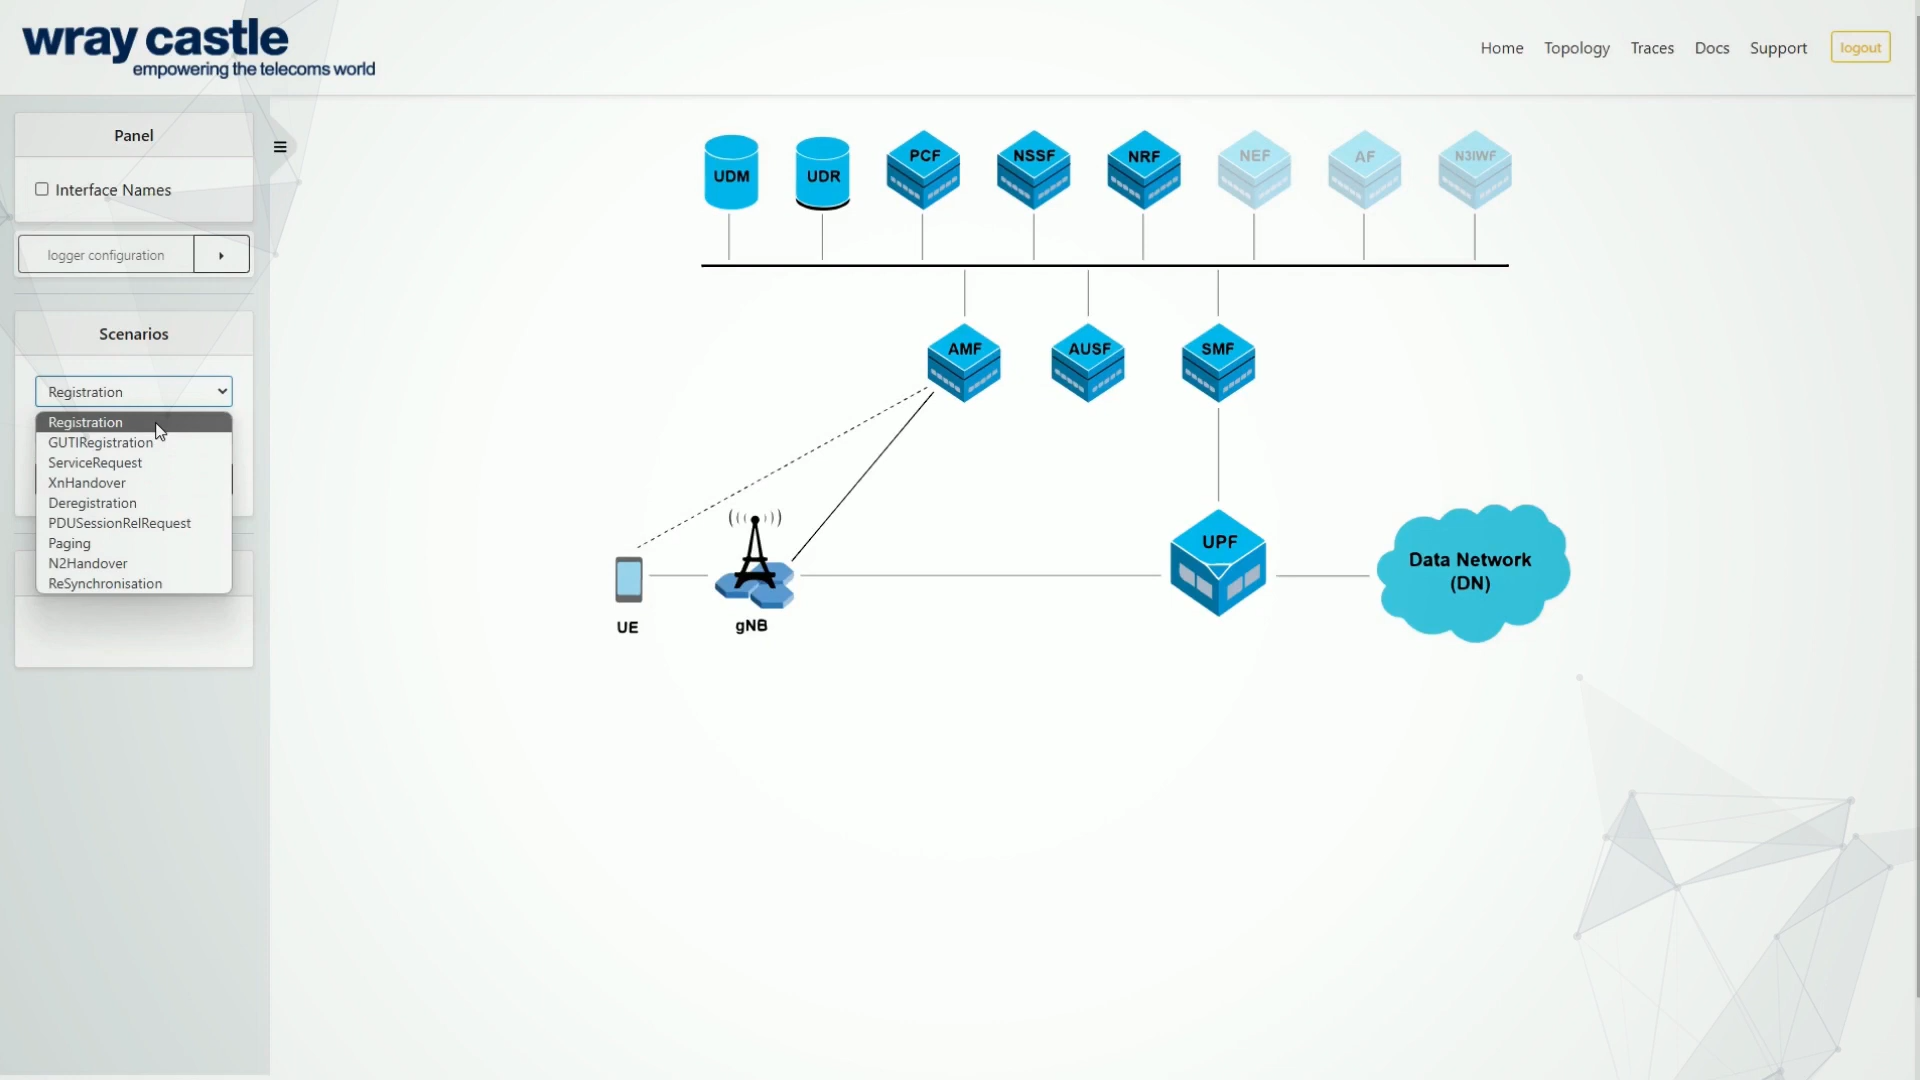 wray castle
empowering the telecoms world
Home Topology Traces Docs Support logout
Panel
Interface Names
logger configuration
Scenarios
Registration
Registration
GUTIRegistration
ServiceRequest
XnHandover
Deregistration
PDUSessionRelRequest
Paging
N2Handover
ReSynchronisation
UDM UDR PCF NSSF NRF NEF AF N3IWF
AMF AUSF SMF
UPF
Data Network
(DN)
UE gNB